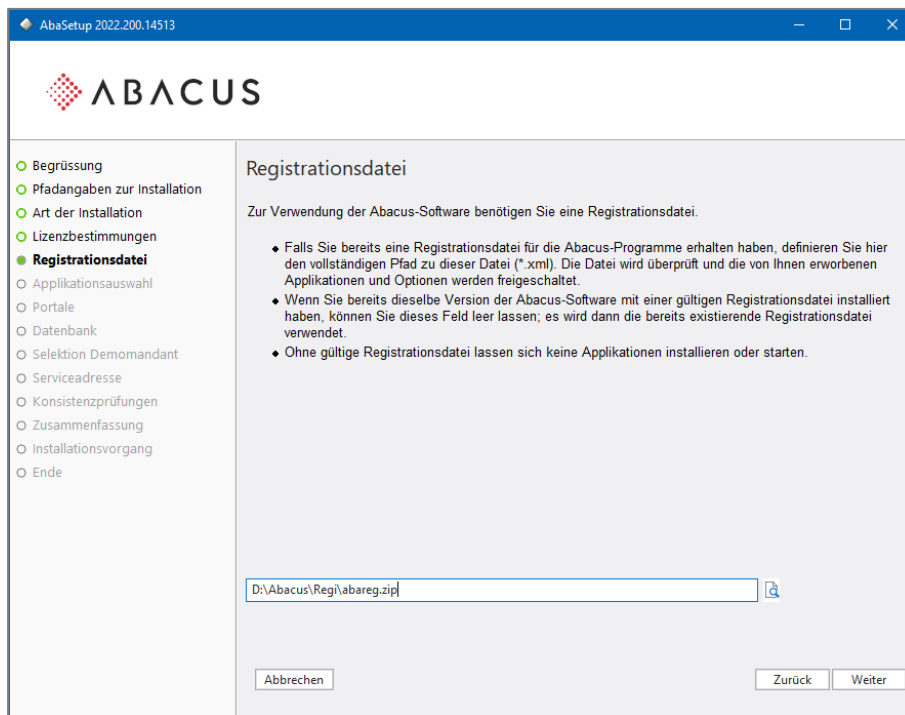 AbaSetup 2022.200.14513
ABACUS
Begrüssung
Pfadangaben zur Installation
Art der Installation
Lizenzbestimmungen
Registrationsdatei
Applikationsauswahl
Portale
Datenbank
Selektion Demomandant
Serviceadresse
Konsistenzprüfungen
Zusammenfassung
Installationsvorgang
Ende
Registrationsdatei
Zur Verwendung der Abacus-Software benötigen Sie eine Registrationsdatei.
Falls Sie bereits eine Registrationsdatei für die Abacus-Programme erhalten haben, definieren Sie hier
den vollständigen Pfad zu dieser Datei (*.xml). Die Datei wird überprüft und die von Ihnen erworbenen
Applikationen und Optionen werden freigeschaltet.
Wenn Sie bereits dieselbe Version der Abacus-Software mit einer gültigen Registrationsdatei installiert
haben, können Sie dieses Feld leer lassen; es wird dann die bereits existierende Registrationsdatei
verwendet.
Ohne gültige Registrationsdatei lassen sich keine Applikationen installieren oder starten.
D:\Abacus\Regi\abareg.zip
Abbrechen
Zurück
Weiter